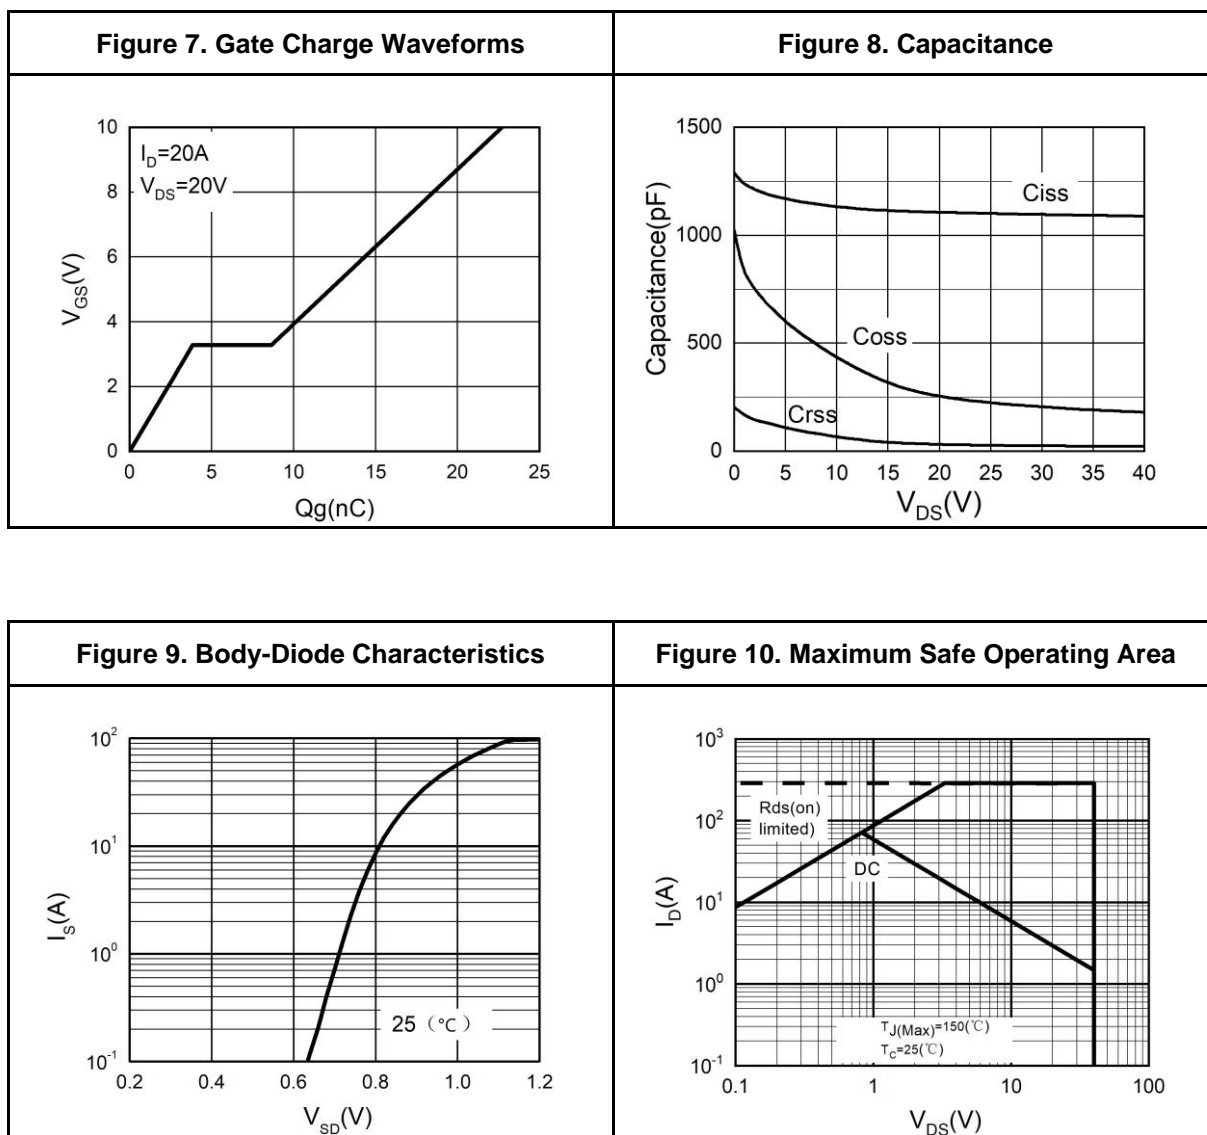 Figure 7. Gate Charge Waveforms
Figure 8. Capacitance
10
8
6
4
2
0
V_GS(V)
I_D=20A
V_DS=20V
0 5 10 15 20 25
Qg(nC)
1500
1000
500
0
Capacitance(pF)
Ciss
Coss
Crss
0 5 10 15 20 25 30 35 40
V_DS(V)
Figure 9. Body-Diode Characteristics
Figure 10. Maximum Safe Operating Area
10^2
10^1
10^0
10^-1
I_S(A)
25（℃）
0.2 0.4 0.6 0.8 1.0 1.2
V_SD(V)
10^3
10^2
10^1
10^0
10^-1
I_D(A)
Rds(on)
limited)
DC
T_J(Max)=150(℃)
T_C=25(℃)
0.1 1 10 100
V_DS(V)